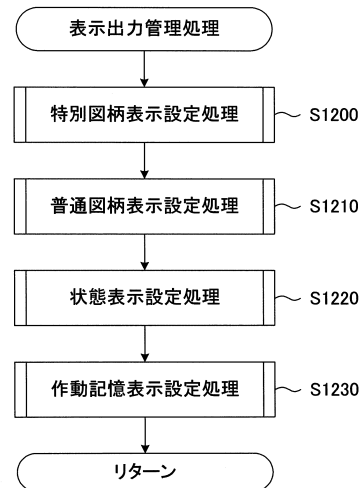 表示出力管理処理
特別図柄表示設定処理 S1200
普通図柄表示設定処理 S1210
状態表示設定処理 S1220
作動記憶表示設定処理 S1230
リターン